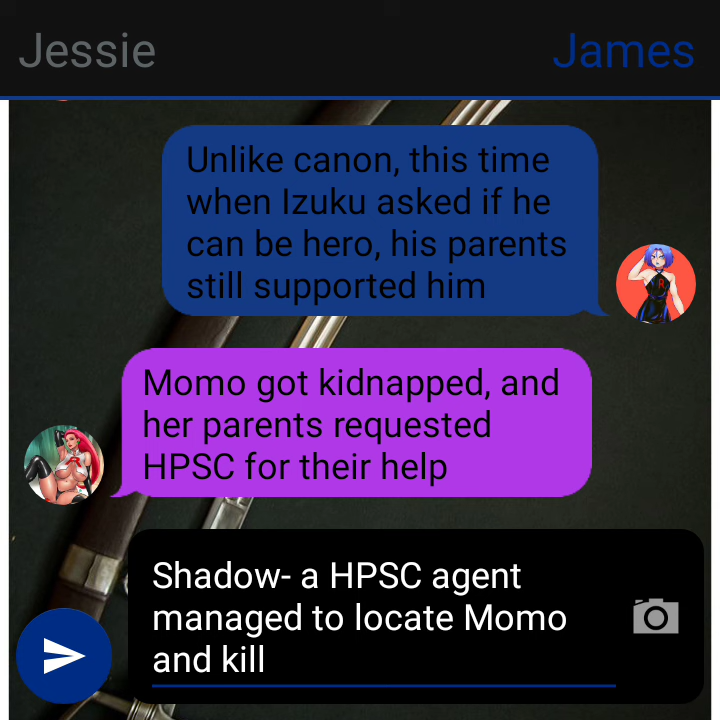 Jessie
James
Unlike canon, this time
when Izuku asked if he
can be hero, his parents
still supported him
Momo got kidnapped, and
her parents requested
HPSC for their help
Shadow- a HPSC agent
managed to locate Momo
and kill